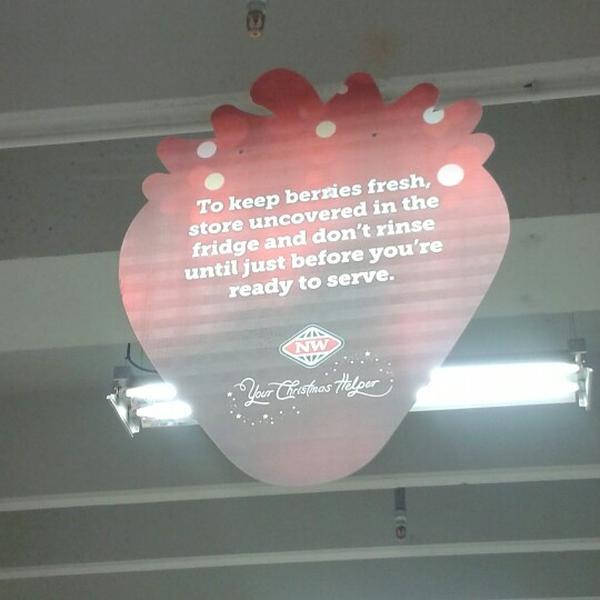 To keep berries fresh,
store uncovered in the
fridge and don't rinse
until just before you're
ready to serve.
NW
Your Christmas Helper